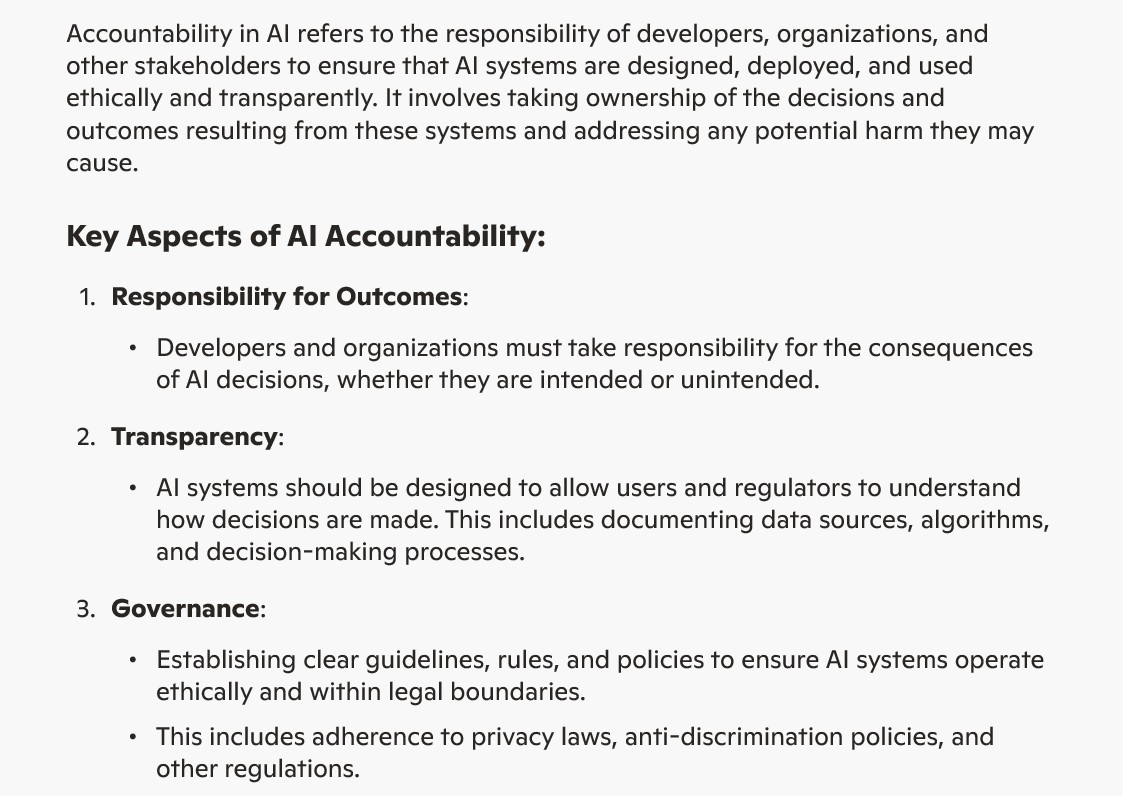 Accountability in AI refers to the responsibility of developers, organizations, and
other stakeholders to ensure that AI systems are designed, deployed, and used
ethically and transparently. It involves taking ownership of the decisions and
outcomes resulting from these systems and addressing any potential harm they may
cause.
Key Aspects of AI Accountability:
1. Responsibility for Outcomes:
• Developers and organizations must take responsibility for the consequences
of AI decisions, whether they are intended or unintended.
2. Transparency:
• AI systems should be designed to allow users and regulators to understand
how decisions are made. This includes documenting data sources, algorithms,
and decision-making processes.
3. Governance:
• Establishing clear guidelines, rules, and policies to ensure AI systems operate
ethically and within legal boundaries.
• This includes adherence to privacy laws, anti-discrimination policies, and
other regulations.